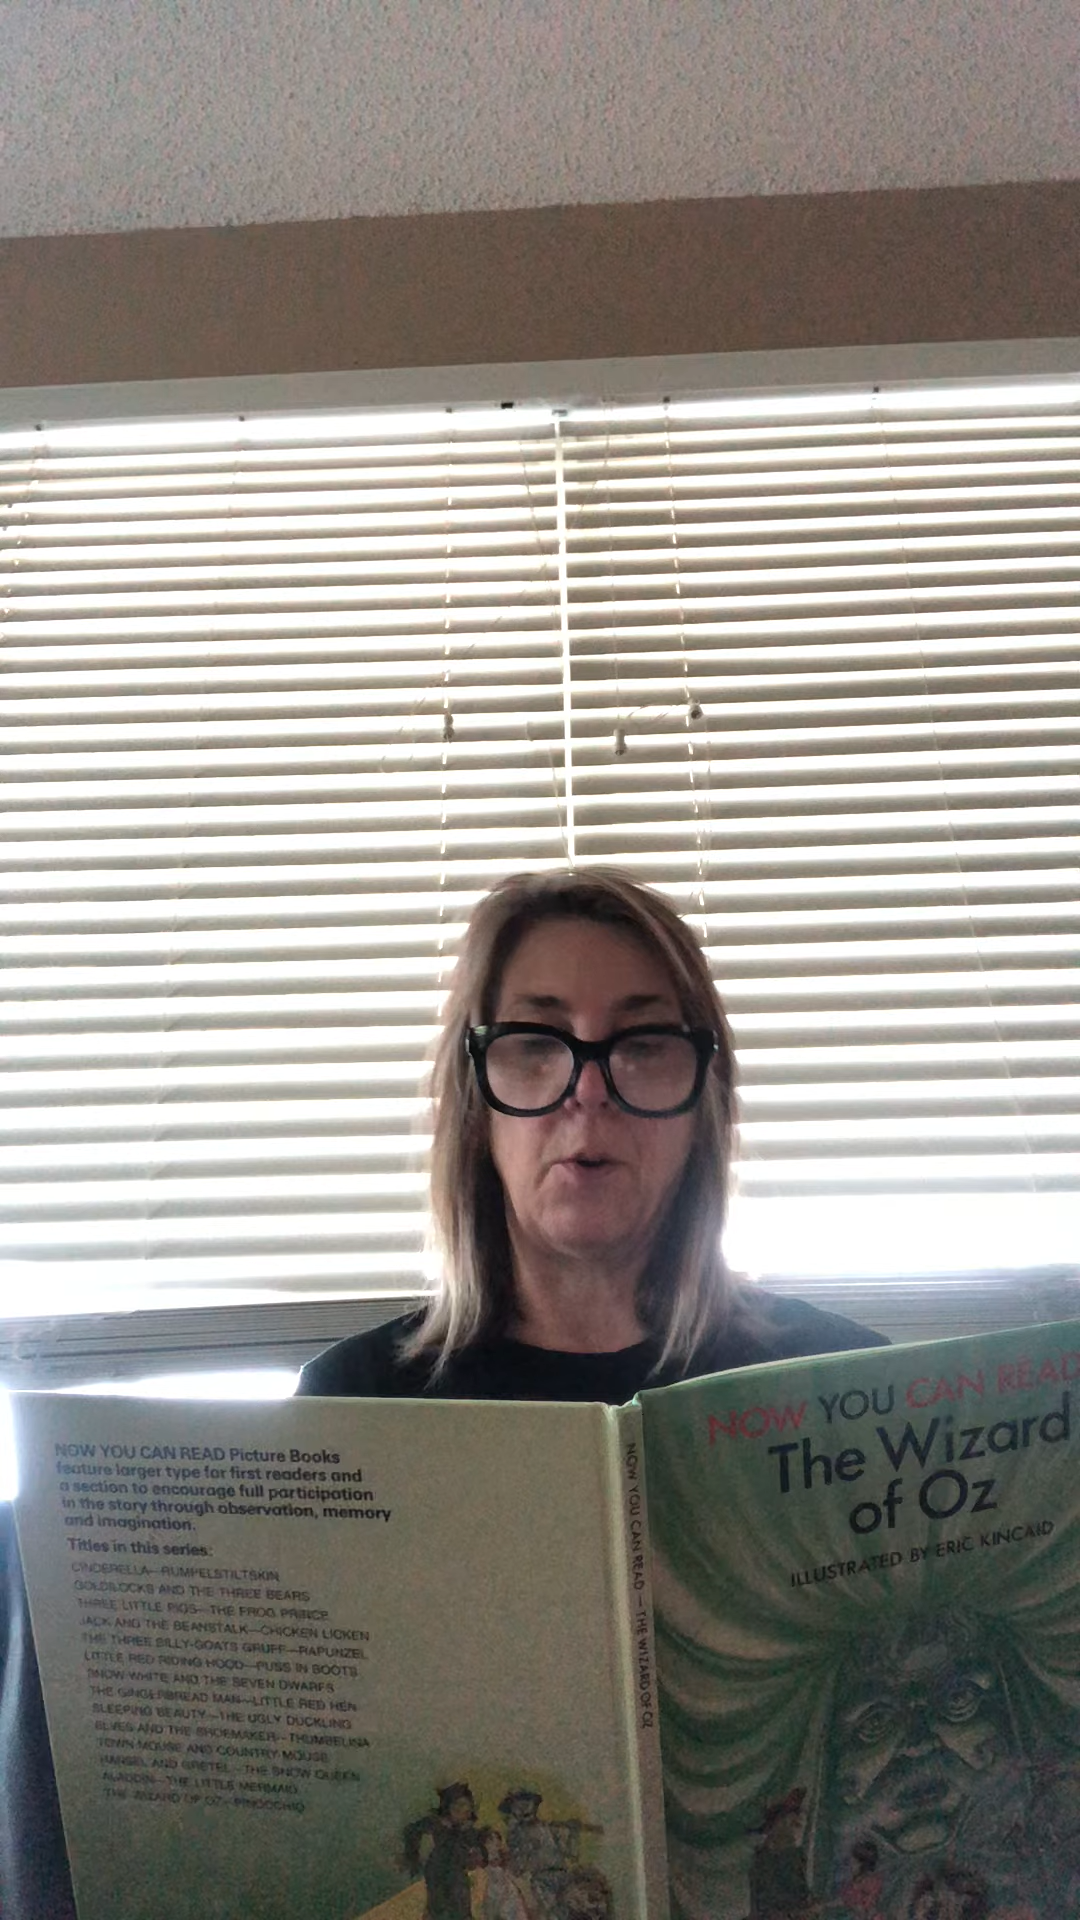 NOW YOU CAN READ Picture Books
feature larger type for first readers and
a section to encourage full participation
in the story through observation, memory
and imagination.
Titles in this series:
CINDERELLA—RUMPELSTILTSKIN
GOLDILOCKS AND THE THREE BEARS
THREE LITTLE PIGS—THE FROG PRINCE
JACK AND THE BEANSTALK—CHICKEN LICKEN
THE THREE BILLY-GOATS GRUFF—RAPUNZEL
LITTLE RED RIDING HOOD—PUSS IN BOOTS
SNOW WHITE AND THE SEVEN DWARFS
THE GINGERBREAD MAN—LITTLE RED HEN
SLEEPING BEAUTY—THE UGLY DUCKLING
ELVES AND THE SHOEMAKER—THUMBELINA
TOWN MOUSE AND COUNTRY MOUSE
HANSEL AND GRETEL—THE SNOW QUEEN
ALADDIN—THE LITTLE MERMAID
THE WIZARD OF OZ—PINOCCHIO
NOW YOU CAN READ—THE WIZARD OF OZ
NOW YOU CAN READ
The Wizard
of Oz
ILLUSTRATED BY ERIC KINCAID